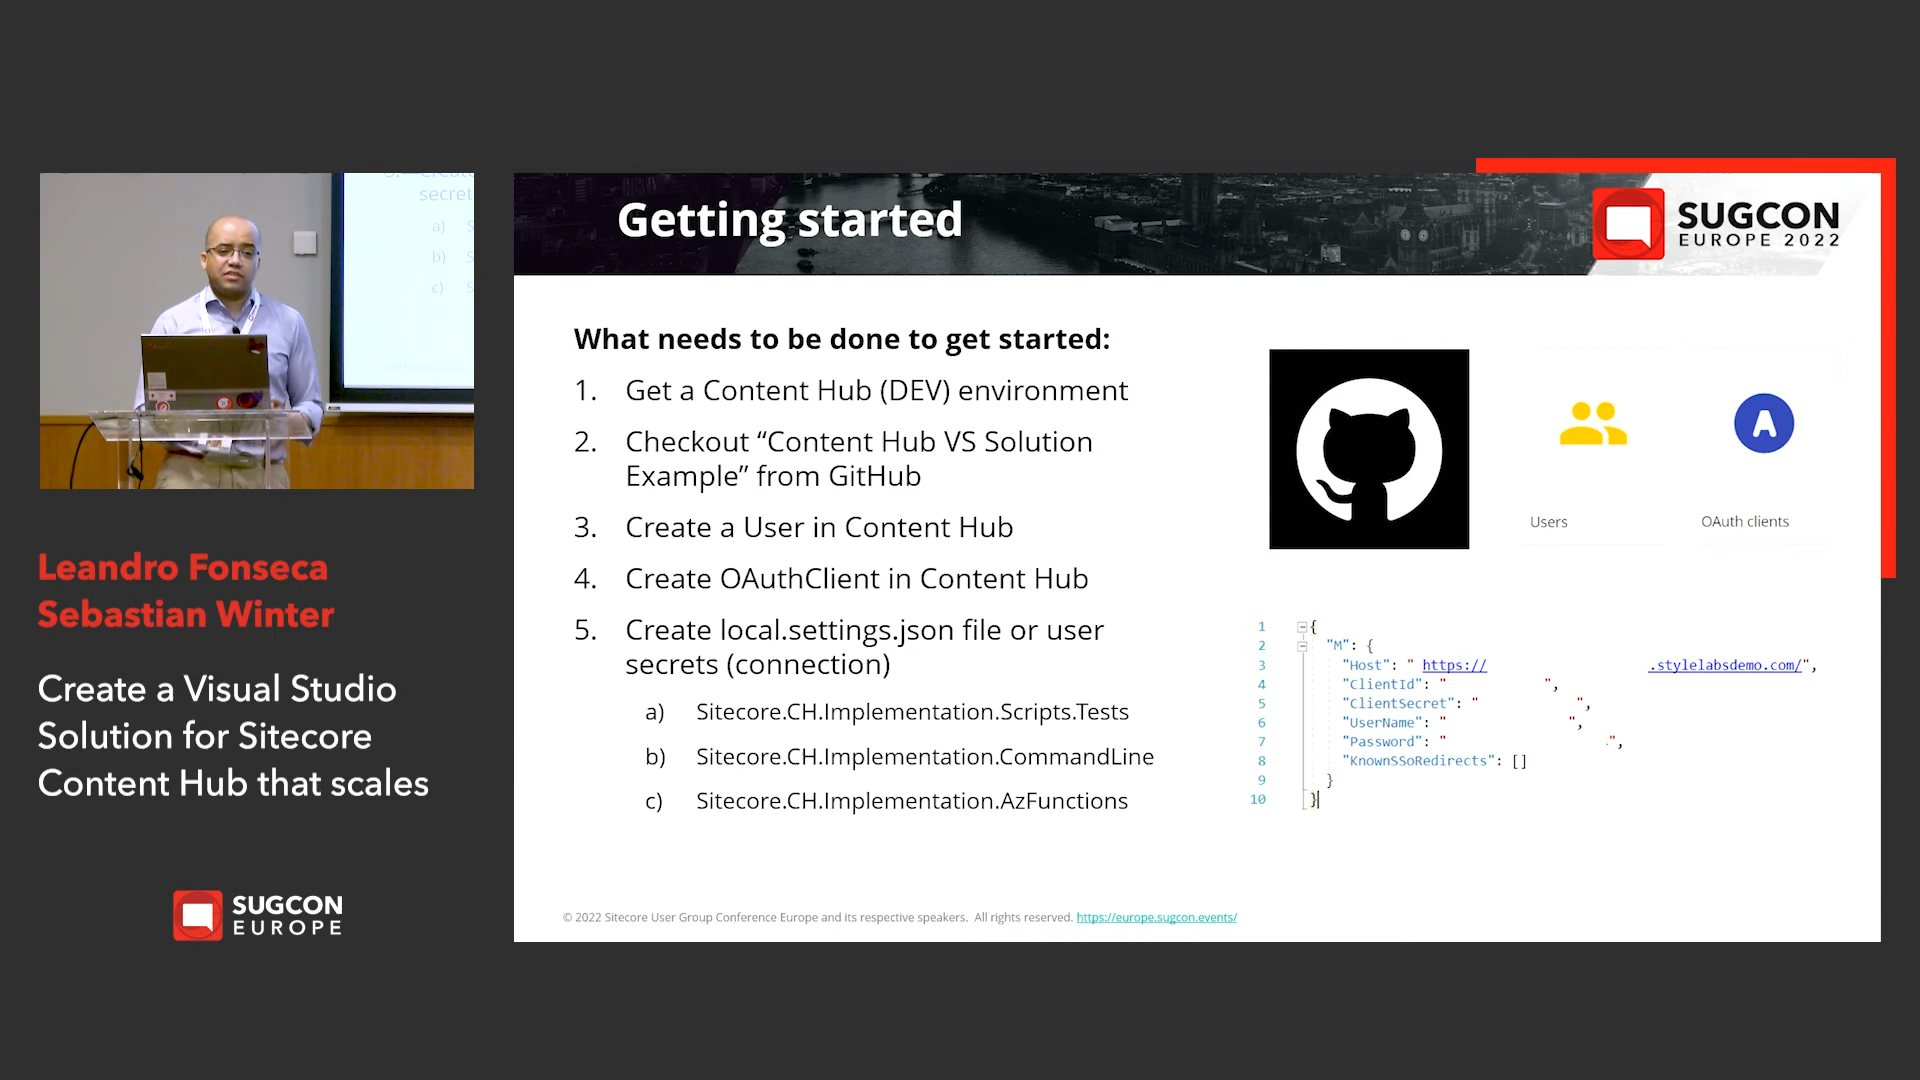 secret
a) S
b) S
c) S
Leandro Fonseca
Sebastian Winter
Create a Visual Studio
Solution for Sitecore
Content Hub that scales
SUGCON
EUROPE
Getting started
SUGCON
EUROPE 2022
What needs to be done to get started:
1. Get a Content Hub (DEV) environment
2. Checkout “Content Hub VS Solution
Example” from GitHub
3. Create a User in Content Hub
4. Create OAuthClient in Content Hub
5. Create local.settings.json file or user
secrets (connection)
a) Sitecore.CH.Implementation.Scripts.Tests
b) Sitecore.CH.Implementation.CommandLine
c) Sitecore.CH.Implementation.AzFunctions
A
Users
OAuth clients
1 {
2 "M": {
3 "Host": " https:// .stylelabsdemo.com/",
4 "ClientId": " ",
5 "ClientSecret": " ",
6 "UserName": " ",
7 "Password": " ",
8 "KnownSSoRedirects": []
9 }
10 }
© 2022 Sitecore User Group Conference Europe and its respective speakers. All rights reserved. https://europe.sugcon.events/